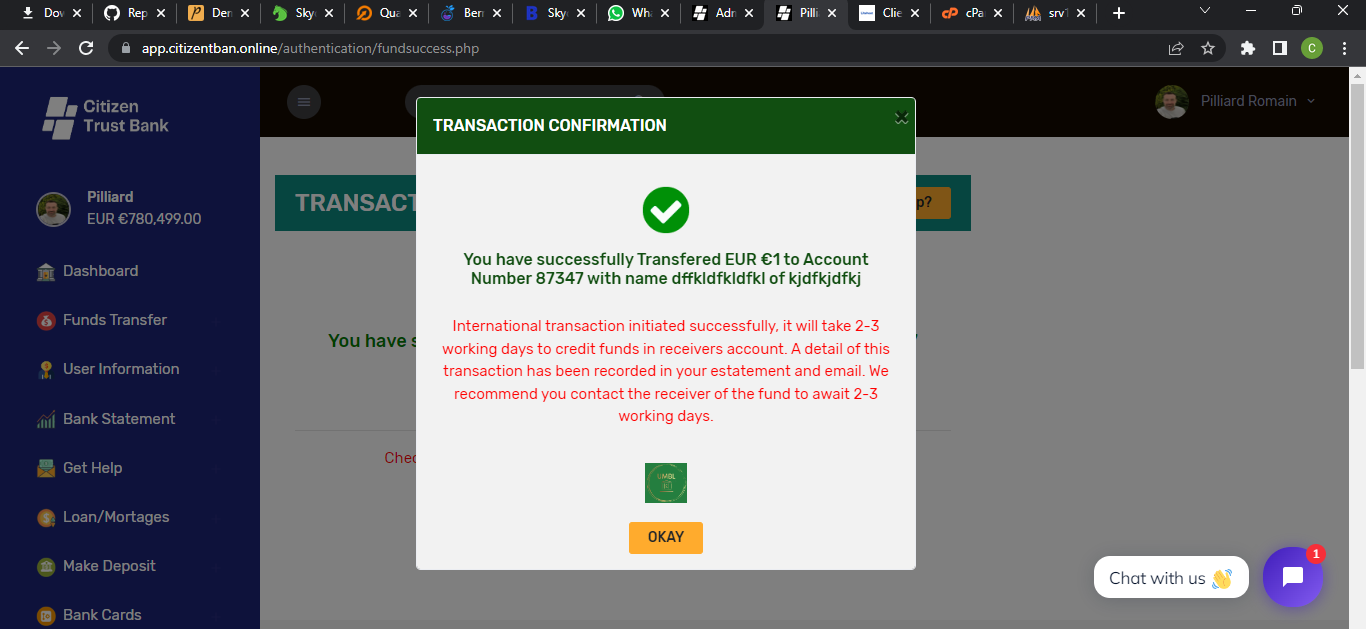 Dov
Rep
Der
Sky
Qua
Ber
Sky
Wh
Adn
Pilli
Clie
cPa
srv1
app.citizentban.online/authentication/fundsuccess.php
C
Citizen
Trust Bank
Pilliard Romain
TRANSACTION CONFIRMATION
Pilliard
EUR €780,499.00
TRANSACT
p?
You have successfully Transfered EUR €1 to Account
Number 87347 with name dffkldfkldfkl of kjdfkjdfkj
Dashboard
Funds Transfer
You have s
International transaction initiated successfully, it will take 2-3
working days to credit funds in receivers account. A detail of this
transaction has been recorded in your estatement and email. We
recommend you contact the receiver of the fund to await 2-3
working days.
User Information
Bank Statement
Chec
Get Help
Loan/Mortages
OKAY
Make Deposit
Bank Cards
Chat with us 👋
1